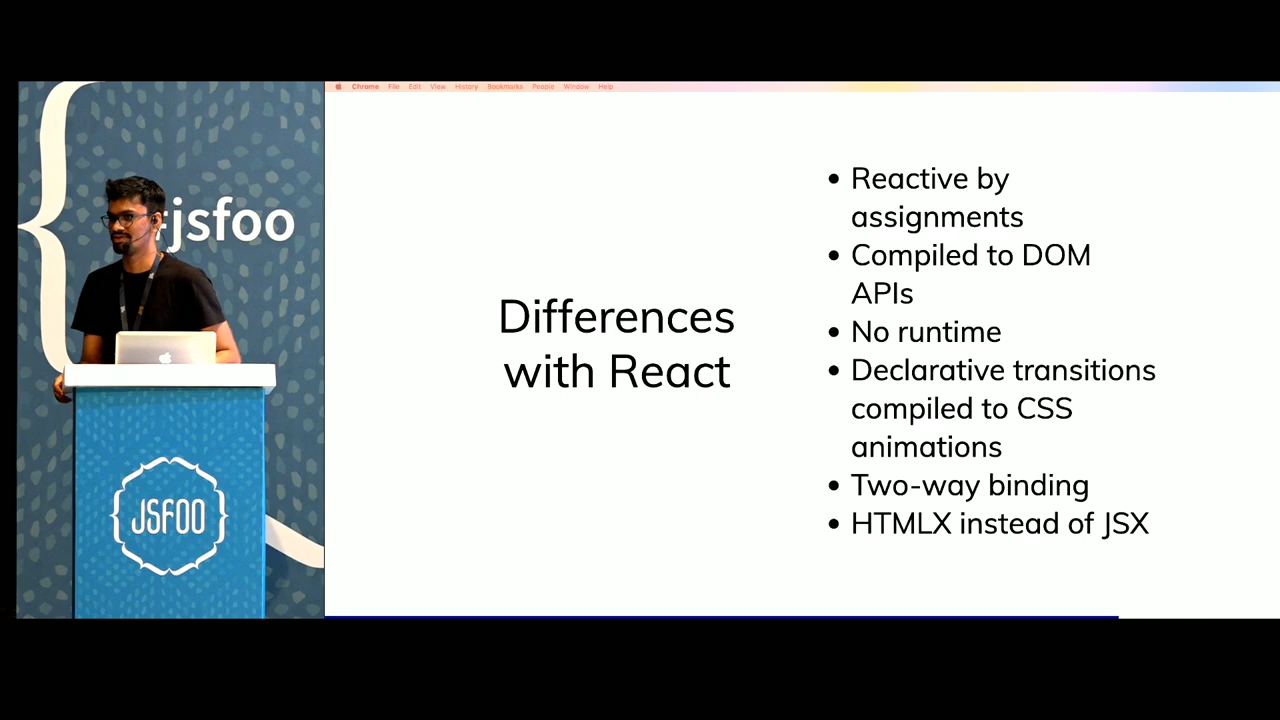 Chrome File Edit View History Bookmarks People Window Help
#jsfoo
Differences
with React
• Reactive by
assignments
• Compiled to DOM
APIs
• No runtime
• Declarative transitions
compiled to CSS
animations
• Two-way binding
• HTMLX instead of JSX
JSFOO